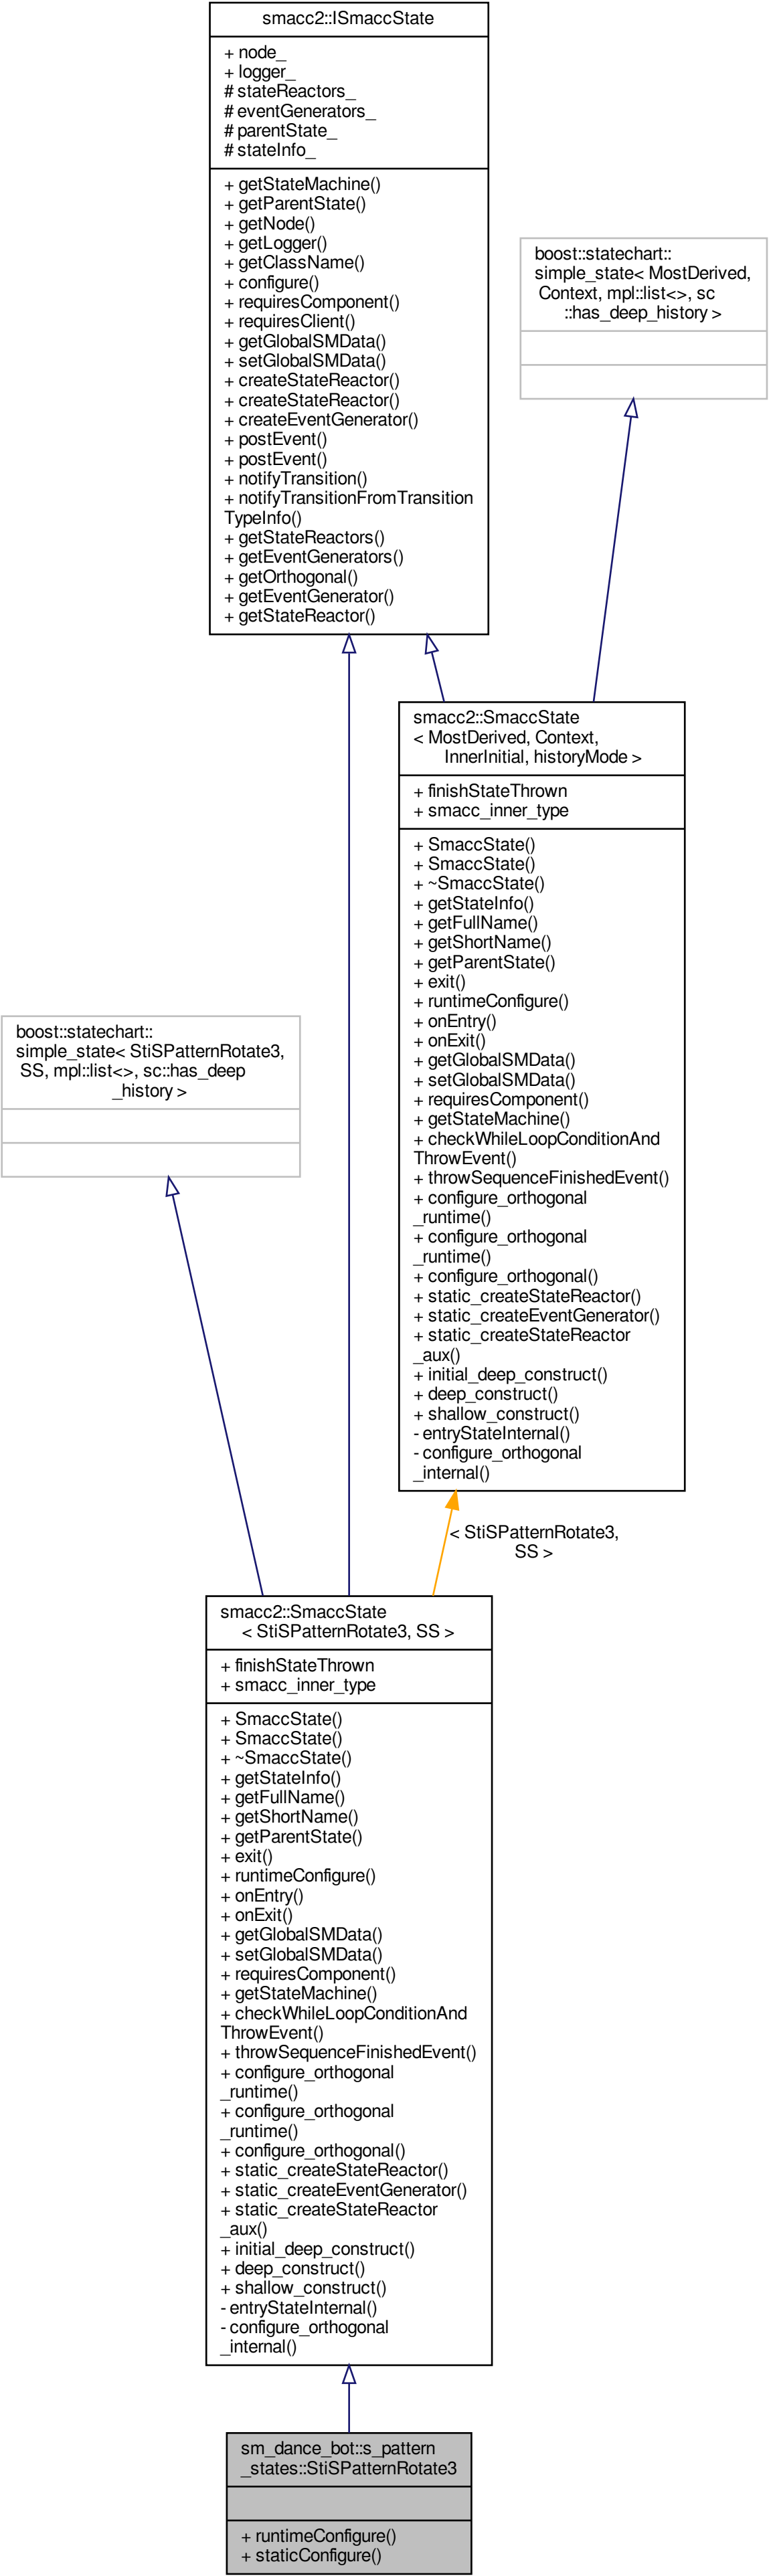 smacc2::ISmaccState
+ node_
+ logger_
# stateReactors_
# eventGenerators_
# parentState_
# stateInfo_
+ getStateMachine()
+ getParentState()
+ getNode()
+ getLogger()
+ getClassName()
+ configure()
+ requiresComponent()
+ requiresClient()
+ getGlobalSMData()
+ setGlobalSMData()
+ createStateReactor()
+ createStateReactor()
+ createEventGenerator()
+ postEvent()
+ postEvent()
+ notifyTransition()
+ notifyTransitionFromTransition
TypeInfo()
+ getStateReactors()
+ getEventGenerators()
+ getOrthogonal()
+ getEventGenerator()
+ getStateReactor()
boost::statechart::
simple_state< MostDerived,
Context, mpl::list<>, sc
::has_deep_history >
smacc2::SmaccState
< MostDerived, Context,
InnerInitial, historyMode >
+ finishStateThrown
+ smacc_inner_type
+ SmaccState()
+ SmaccState()
+ ~SmaccState()
+ getStateInfo()
+ getFullName()
+ getShortName()
+ getParentState()
+ exit()
+ runtimeConfigure()
+ onEntry()
+ onExit()
+ getGlobalSMData()
+ setGlobalSMData()
+ requiresComponent()
+ getStateMachine()
+ checkWhileLoopConditionAnd
ThrowEvent()
+ throwSequenceFinishedEvent()
+ configure_orthogonal
_runtime()
+ configure_orthogonal
_runtime()
+ configure_orthogonal()
+ static_createStateReactor()
+ static_createEventGenerator()
+ static_createStateReactor
_aux()
+ initial_deep_construct()
+ deep_construct()
+ shallow_construct()
- entryStateInternal()
- configure_orthogonal
_internal()
boost::statechart::
simple_state< StiSPatternRotate3,
SS, mpl::list<>, sc::has_deep
_history >
< StiSPatternRotate3,
SS >
smacc2::SmaccState
< StiSPatternRotate3, SS >
+ finishStateThrown
+ smacc_inner_type
+ SmaccState()
+ SmaccState()
+ ~SmaccState()
+ getStateInfo()
+ getFullName()
+ getShortName()
+ getParentState()
+ exit()
+ runtimeConfigure()
+ onEntry()
+ onExit()
+ getGlobalSMData()
+ setGlobalSMData()
+ requiresComponent()
+ getStateMachine()
+ checkWhileLoopConditionAnd
ThrowEvent()
+ throwSequenceFinishedEvent()
+ configure_orthogonal
_runtime()
+ configure_orthogonal
_runtime()
+ configure_orthogonal()
+ static_createStateReactor()
+ static_createEventGenerator()
+ static_createStateReactor
_aux()
+ initial_deep_construct()
+ deep_construct()
+ shallow_construct()
- entryStateInternal()
- configure_orthogonal
_internal()
sm_dance_bot::s_pattern
_states::StiSPatternRotate3
+ runtimeConfigure()
+ staticConfigure()